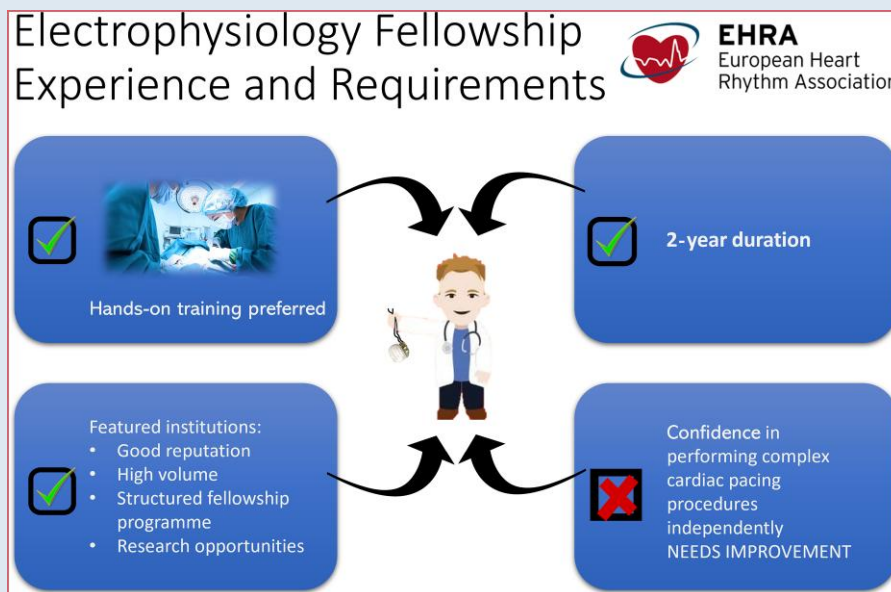 Electrophysiology Fellowship
Experience and Requirements
EHRA
European Heart
Rhythm Association
Hands-on training preferred
2-year duration
Featured institutions:
• Good reputation
• High volume
• Structured fellowship
programme
• Research opportunities
Confidence in
performing complex
cardiac pacing
procedures
independently
NEEDS IMPROVEMENT